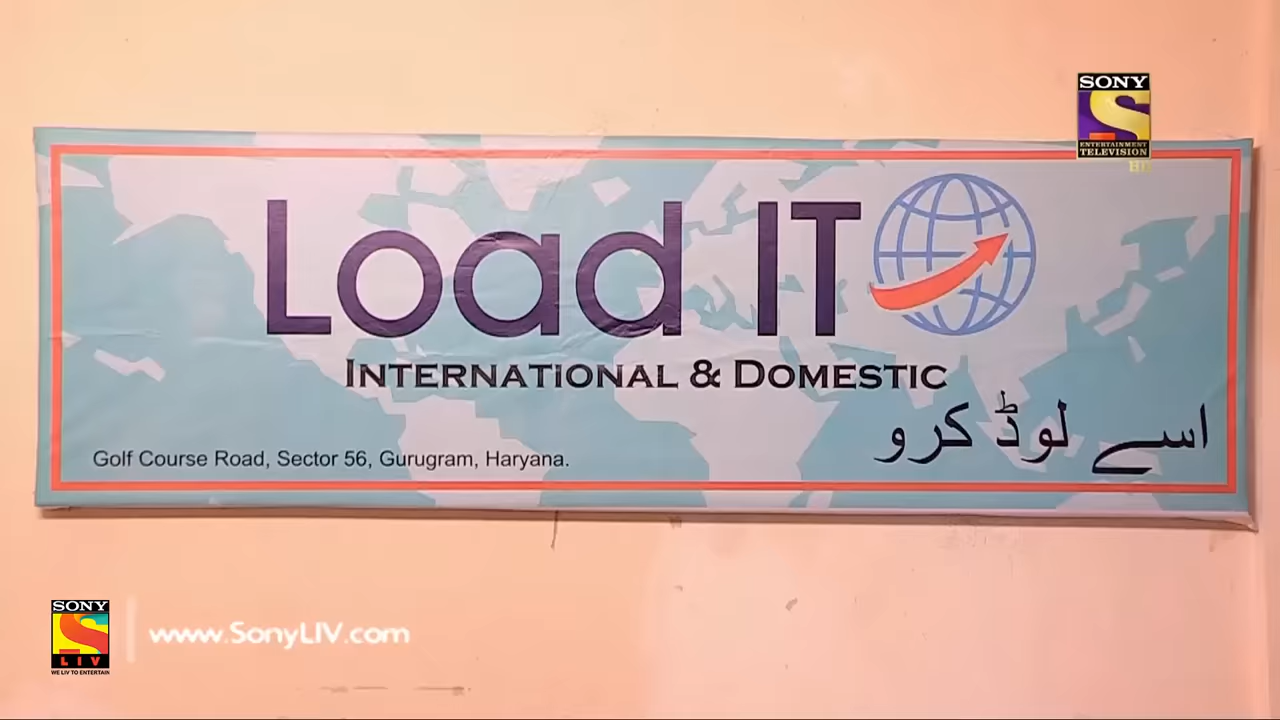 SONY
ENTERTAINMENT
TELEVISION
HD
Load IT
INTERNATIONAL & DOMESTIC
اسے لوڈ کرو
Golf Course Road, Sector 56, Gurugram, Haryana.
SONY
LIV
WE LIV TO ENTERTAIN
www.SonyLIV.com